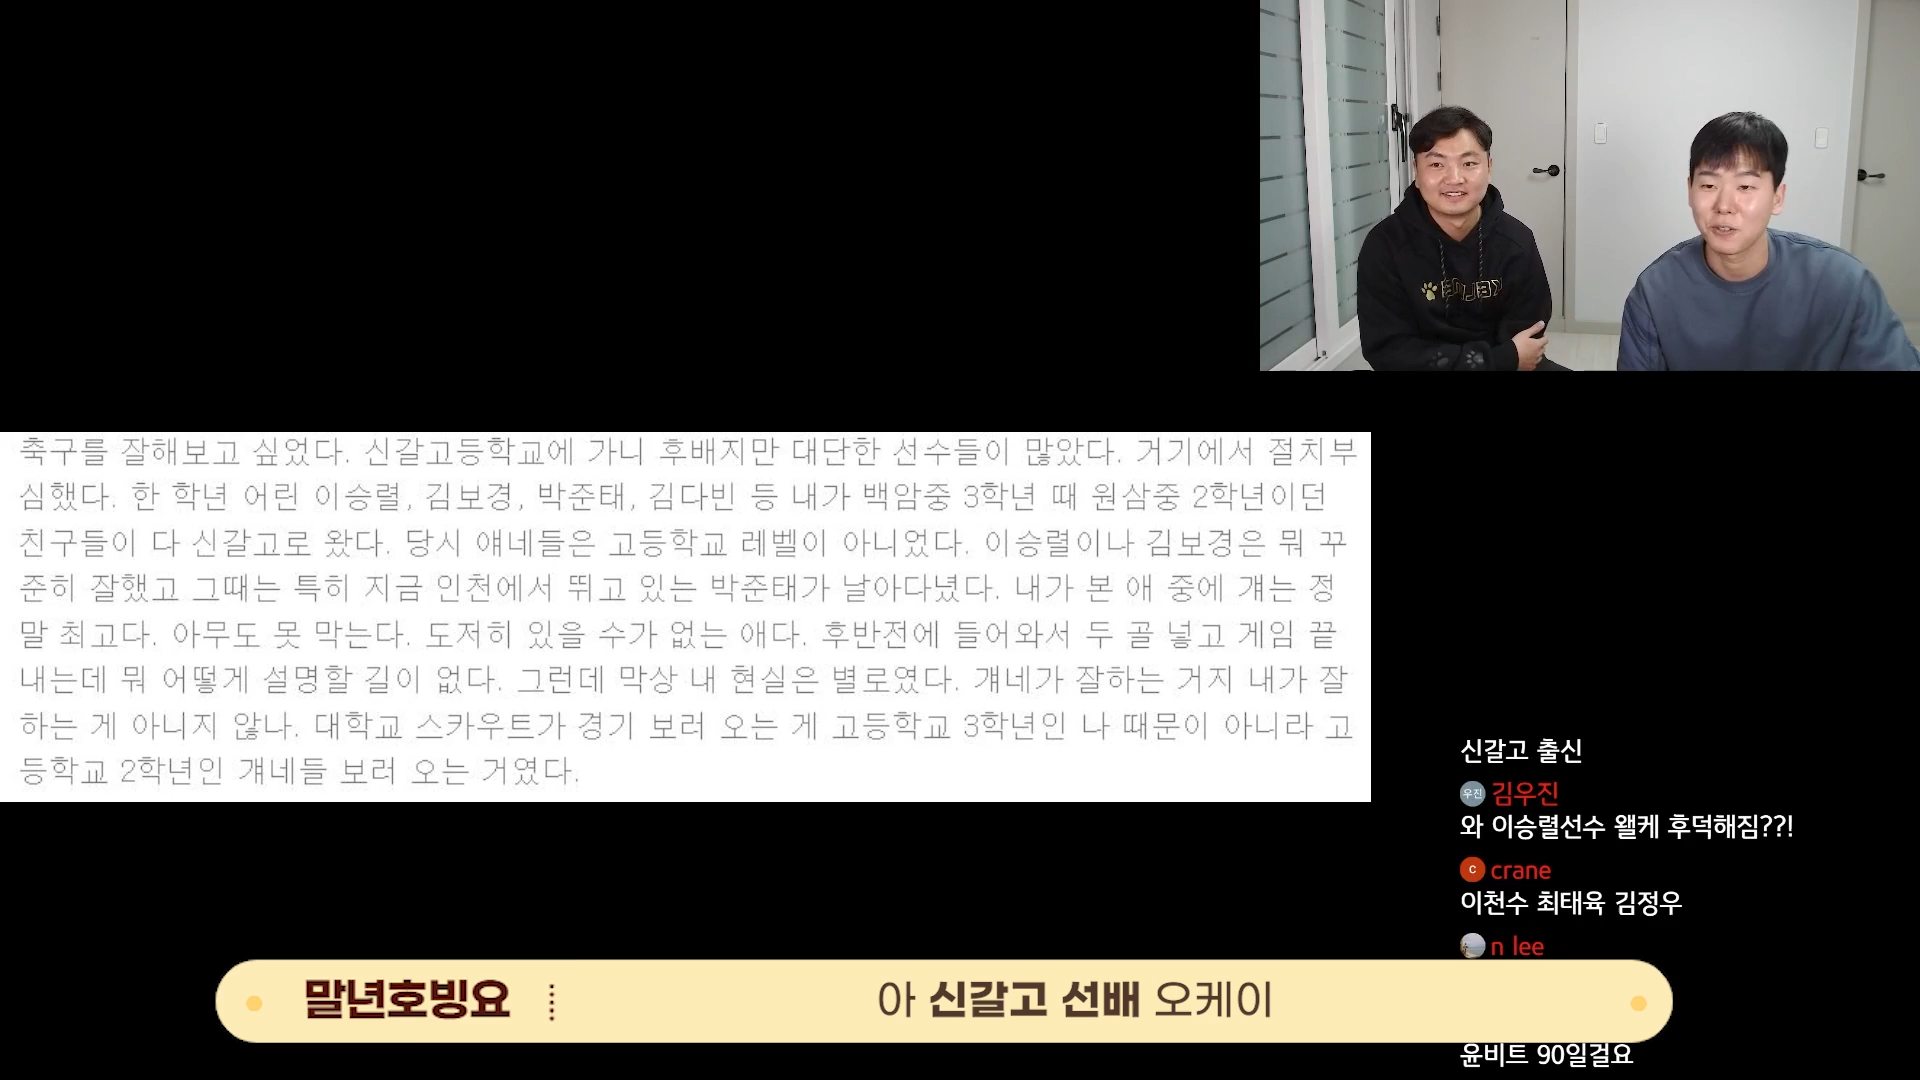 축구를 잘해보고 싶었다. 신갈고등학교에 가니 후배지만 대단한 선수들이 많았다. 거기에서 절치부
심했다. 한 학년 어린 이승렬, 김보경, 박준태, 김다빈 등 내가 백암중 3학년 때 원삼중 2학년이던
친구들이 다 신갈고로 왔다. 당시 얘네들은 고등학교 레벨이 아니었다. 이승렬이나 김보경은 뭐 꾸
준히 잘했고 그때는 특히 지금 인천에서 뛰고 있는 박준태가 날아다녔다. 내가 본 애 중에 걔는 정
말 최고다. 아무도 못 막는다. 도저히 있을 수가 없는 애다. 후반전에 들어와서 두 골 넣고 게임 끝
내는데 뭐 어떻게 설명할 길이 없다. 그런데 막상 내 현실은 별로였다. 걔네가 잘하는 거지 내가 잘
하는 게 아니지 않나. 대학교 스카우트가 경기 보러 오는 게 고등학교 3학년인 나 때문이 아니라 고
등학교 2학년인 걔네들 보러 오는 거였다.
신갈고 출신
우진 김우진
와 이승렬선수 왤케 후덕해짐??!
c crane
이천수 최태욱 김정우
n lee
말년호빙요
아 신갈고 선배 오케이
윤비트 90일걸요